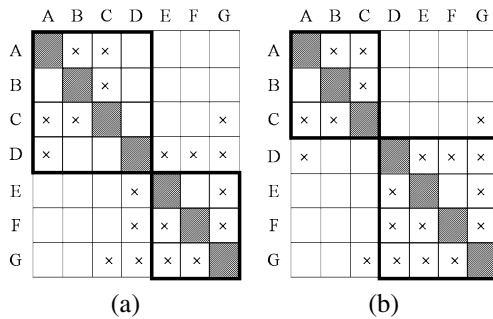 A B C D E F G
A × ×
B ×
C × × ×
D × × × ×
E × ×
F × × ×
G × × × ×
(a)
A B C D E F G
A × ×
B ×
C × × ×
D × × × ×
E × ×
F × × ×
G × × × ×
(b)